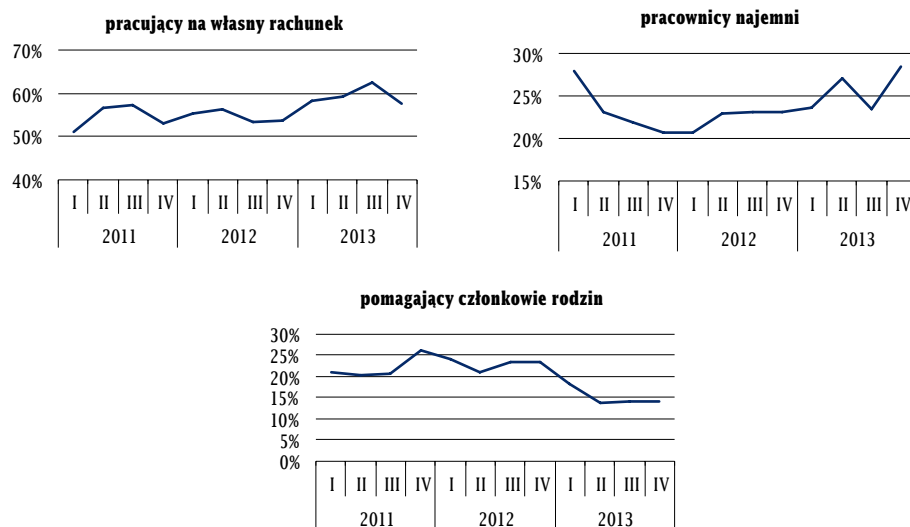 pracujący na własny rachunek
70%
60%
50%
40%
I II III IV I II III IV I II III IV
2011 2012 2013
pracownicy najemni
30%
25%
20%
15%
I II III IV I II III IV I II III IV
2011 2012 2013
pomagający członkowie rodzin
30%
25%
20%
15%
10%
5%
0%
I II III IV I II III IV I II III IV
2011 2012 2013